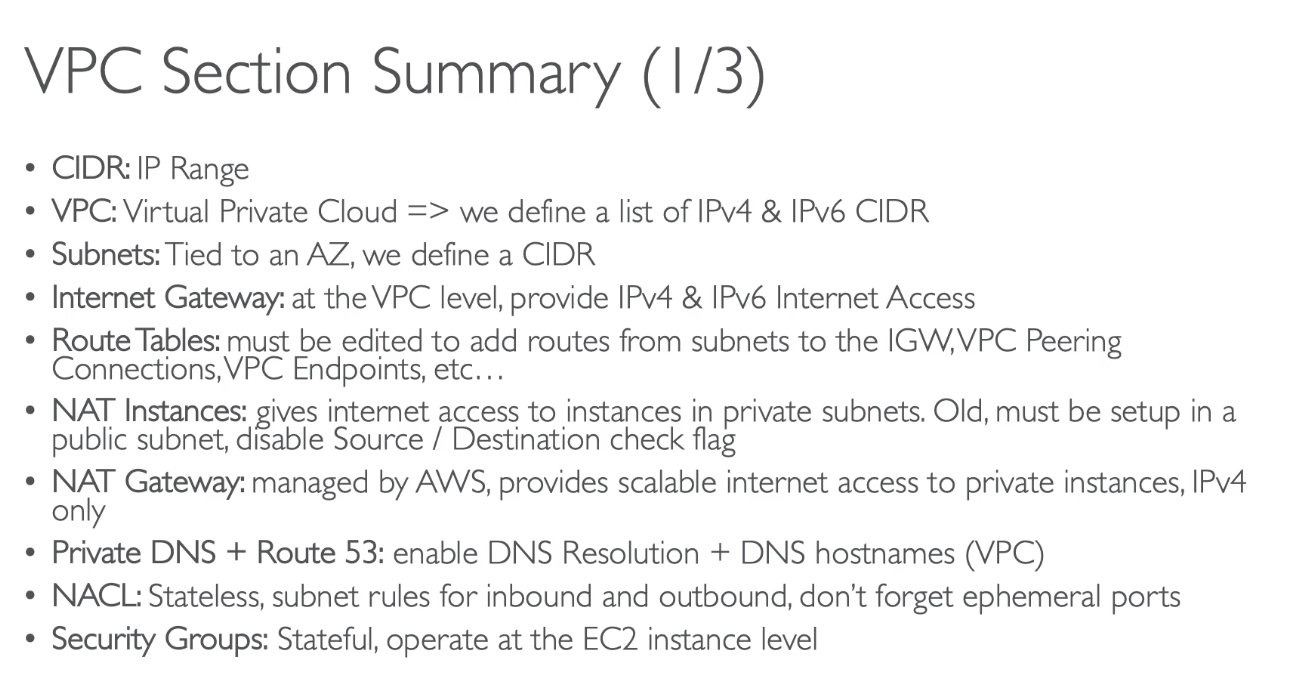 VPC Section Summary (1/3)
• CIDR: IP Range
• VPC: Virtual Private Cloud => we define a list of IPv4 & IPv6 CIDR
• Subnets: Tied to an AZ, we define a CIDR
• Internet Gateway: at the VPC level, provide IPv4 & IPv6 Internet Access
• Route Tables: must be edited to add routes from subnets to the IGW, VPC Peering
Connections, VPC Endpoints, etc…
• NAT Instances: gives internet access to instances in private subnets. Old, must be setup in a
public subnet, disable Source / Destination check flag
• NAT Gateway: managed by AWS, provides scalable internet access to private instances, IPv4
only
• Private DNS + Route 53: enable DNS Resolution + DNS hostnames (VPC)
• NACL: Stateless, subnet rules for inbound and outbound, don't forget ephemeral ports
• Security Groups: Stateful, operate at the EC2 instance level